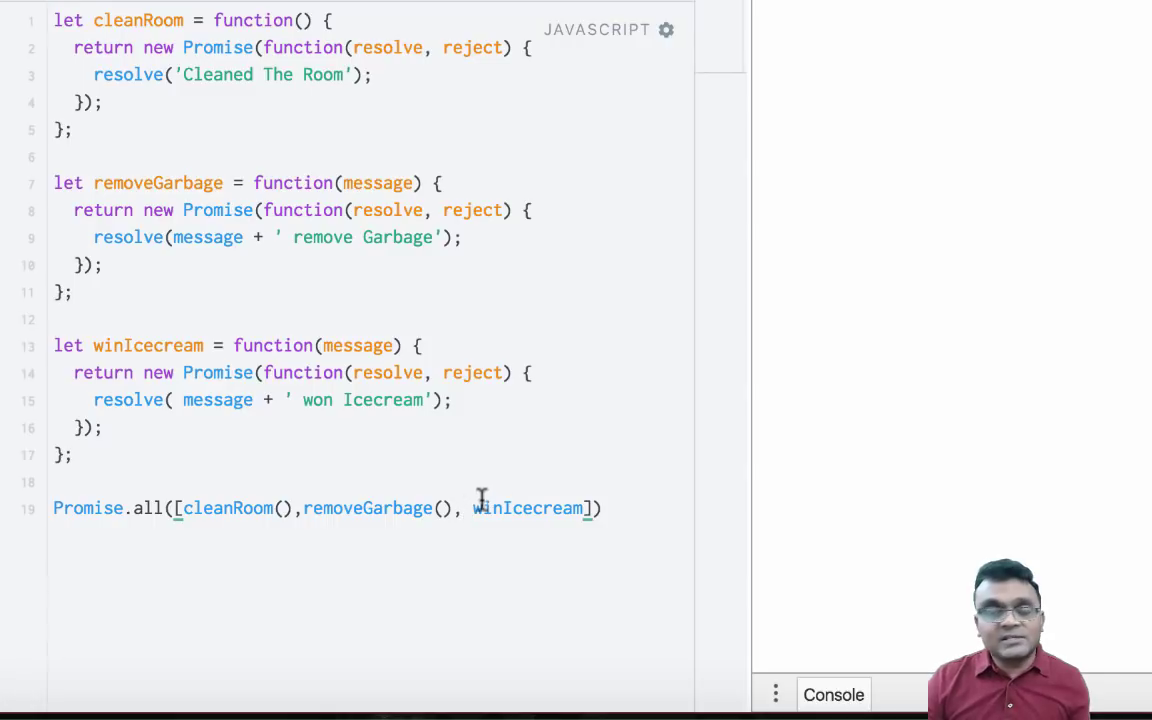 JAVASCRIPT
1 let cleanRoom = function() {
2 return new Promise(function(resolve, reject) {
3 resolve('Cleaned The Room');
4 });
5 };
6
7 let removeGarbage = function(message) {
8 return new Promise(function(resolve, reject) {
9 resolve(message + ' remove Garbage');
10 });
11 };
12
13 let winIcecream = function(message) {
14 return new Promise(function(resolve, reject) {
15 resolve( message + ' won Icecream');
16 });
17 };
18
19 Promise.all([cleanRoom(),removeGarbage(), winIcecream])
Console